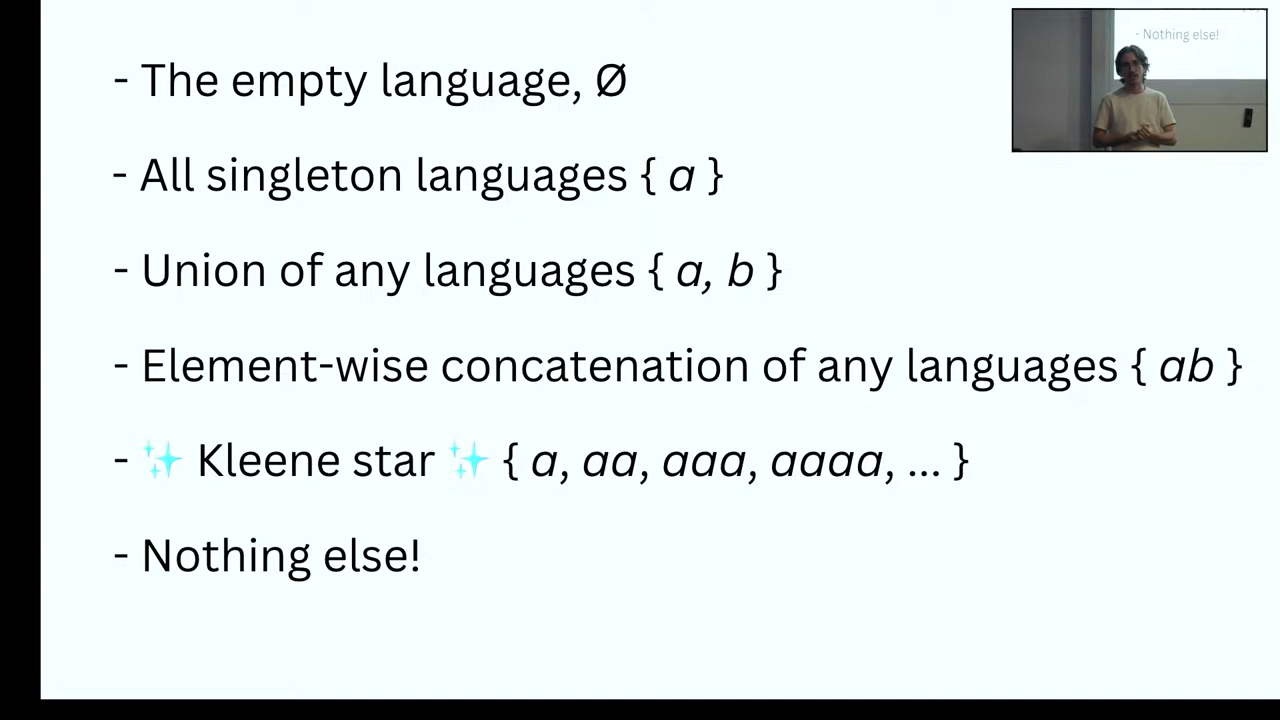 - The empty language, Ø
- All singleton languages { a }
- Union of any languages { a, b }
- Element-wise concatenation of any languages { ab }
- ✨ Kleene star ✨ { a, aa, aaa, aaaa, ... }
- Nothing else!
- Nothing else!